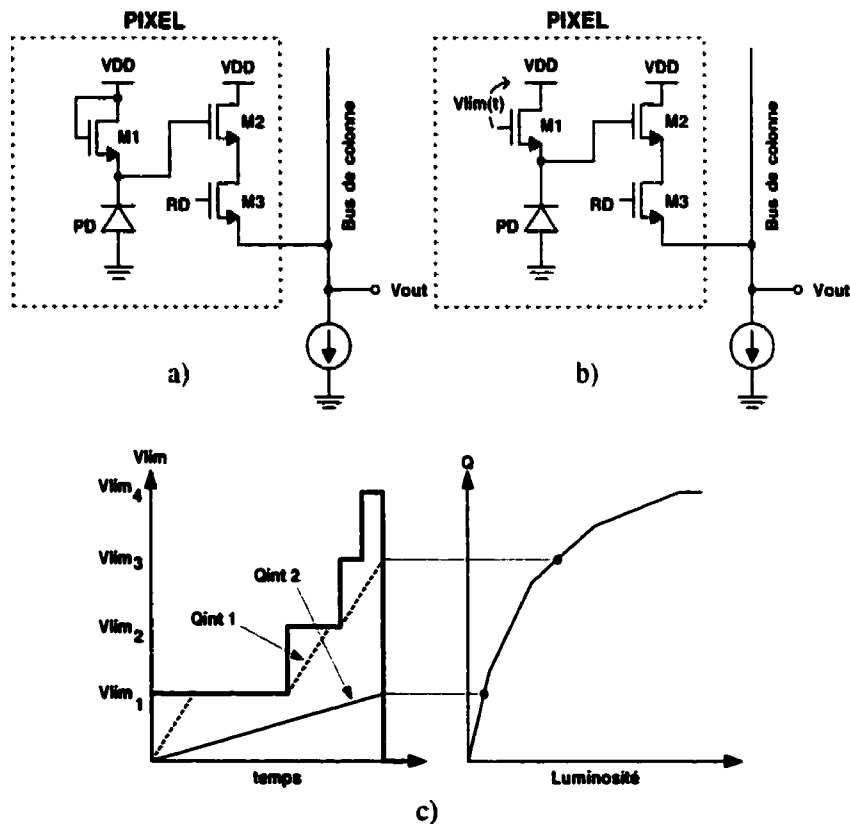 PIXEL
VDD
VDD
M1
M2
RD
M3
PD
Bus de colonne
Vout
a)
PIXEL
VDD
VDD
Vlim(t)
M1
M2
RD
M3
PD
Bus de colonne
Vout
b)
Vlim
Vlim4
Vlim3
Vlim2
Vlim1
Qint 1
Qint 2
temps
Q
Luminosité
c)